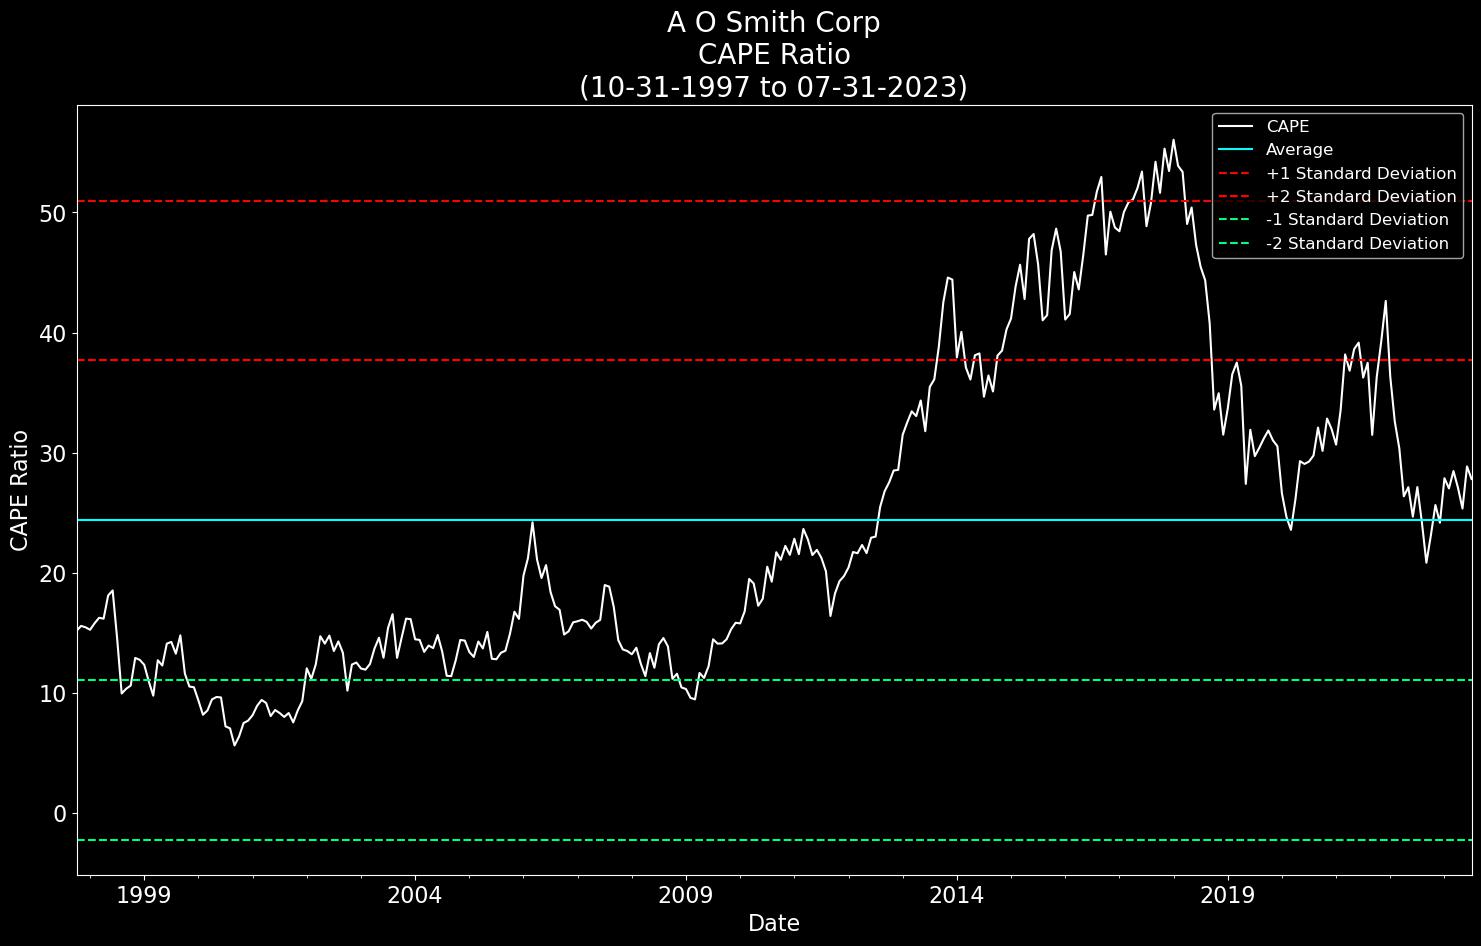 A O Smith Corp
CAPE Ratio
(10-31-1997 to 07-31-2023)
CAPE
Average
+1 Standard Deviation
+2 Standard Deviation
-1 Standard Deviation
-2 Standard Deviation
CAPE Ratio
50
40
30
20
10
0
1999
2004
2009
2014
2019
Date